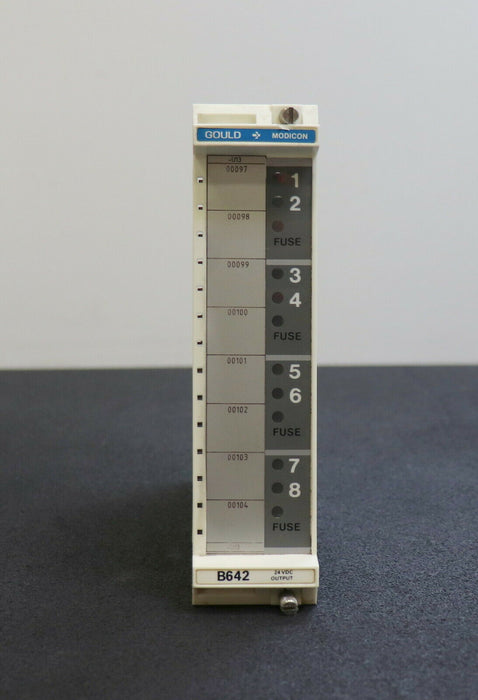 GOULD MODICON
-U13
00097
1
2
00098
FUSE
00099
3
4
00100
FUSE
00101
5
6
00102
FUSE
00103
7
8
00104
FUSE
B642 24 VDC
OUTPUT